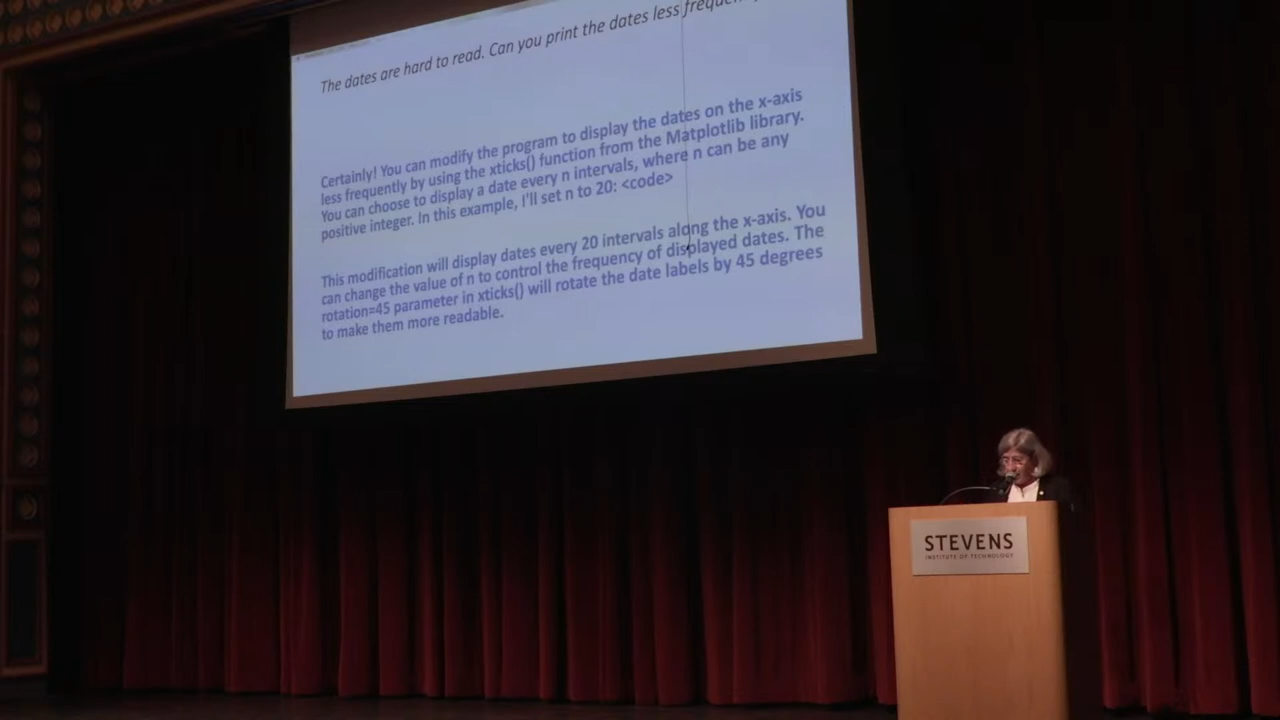 The dates are hard to read. Can you print the dates less
Certainly! You can modify the program to display the dates on the x-axis
less frequently by using the xticks() function from the Matplotlib library.
You can choose to display a date every n intervals, where n can be any
positive integer. In this example, I'll set n to 20: <code>
This modification will display dates every 20 intervals along the x-axis. You
can change the value of n to control the frequency of displayed dates. The
rotation=45 parameter in xticks() will rotate the date labels by 45 degrees
to make them more readable.
STEVENS
INSTITUTE OF TECHNOLOGY